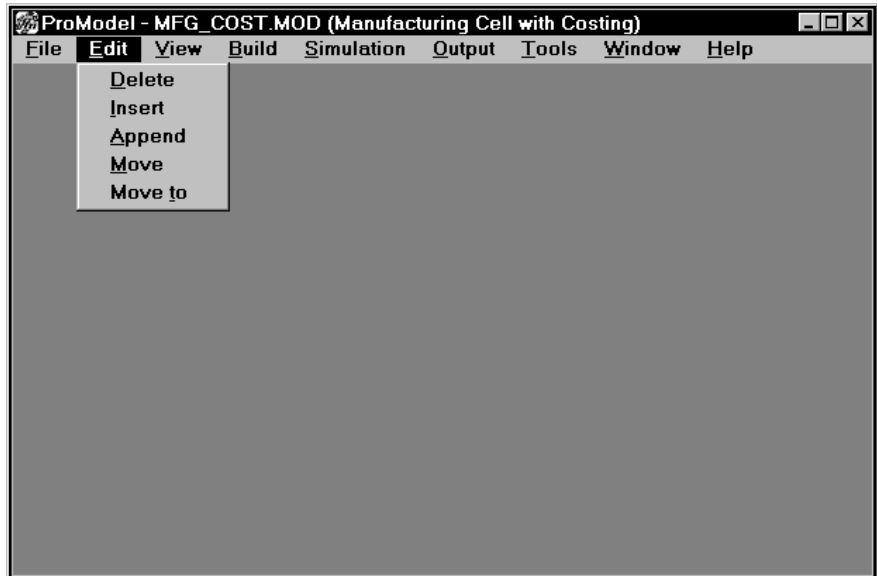 ProModel - MFG_COST.MOD (Manufacturing Cell with Costing)
File Edit View Build Simulation Output Tools Window Help
Delete
Insert
Append
Move
Move to